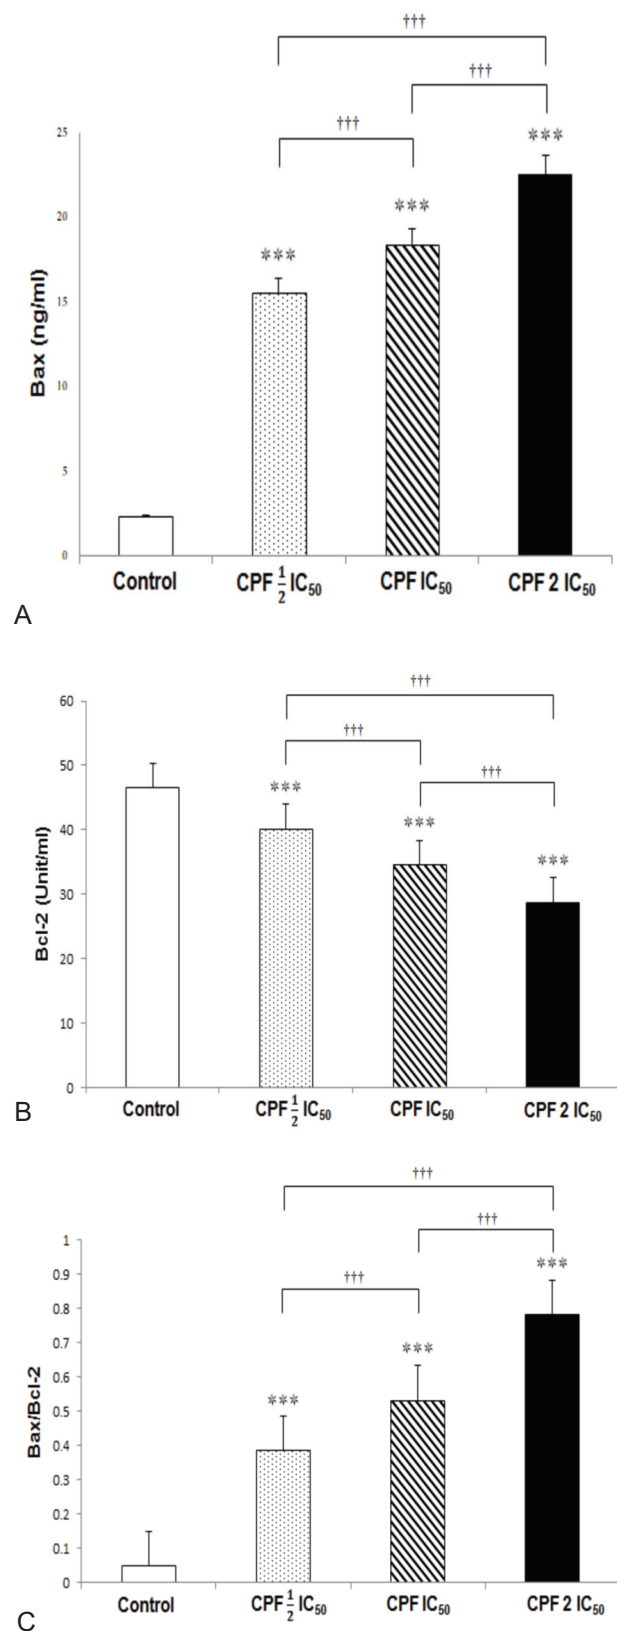 †††
†††
†††
***
***
***
25
20
15
10
5
0
Bax (ng/ml)
Control
CPF 1/2 IC50
CPF IC50
CPF 2 IC50
A
†††
†††
†††
***
***
***
60
50
40
30
20
10
0
Bcl-2 (Unit/ml)
Control
CPF 1/2 IC50
CPF IC50
CPF 2 IC50
B
†††
†††
†††
***
***
***
1
0.9
0.8
0.7
0.6
0.5
0.4
0.3
0.2
0.1
0
Bax/Bcl-2
Control
CPF 1/2 IC50
CPF IC50
CPF 2 IC50
C